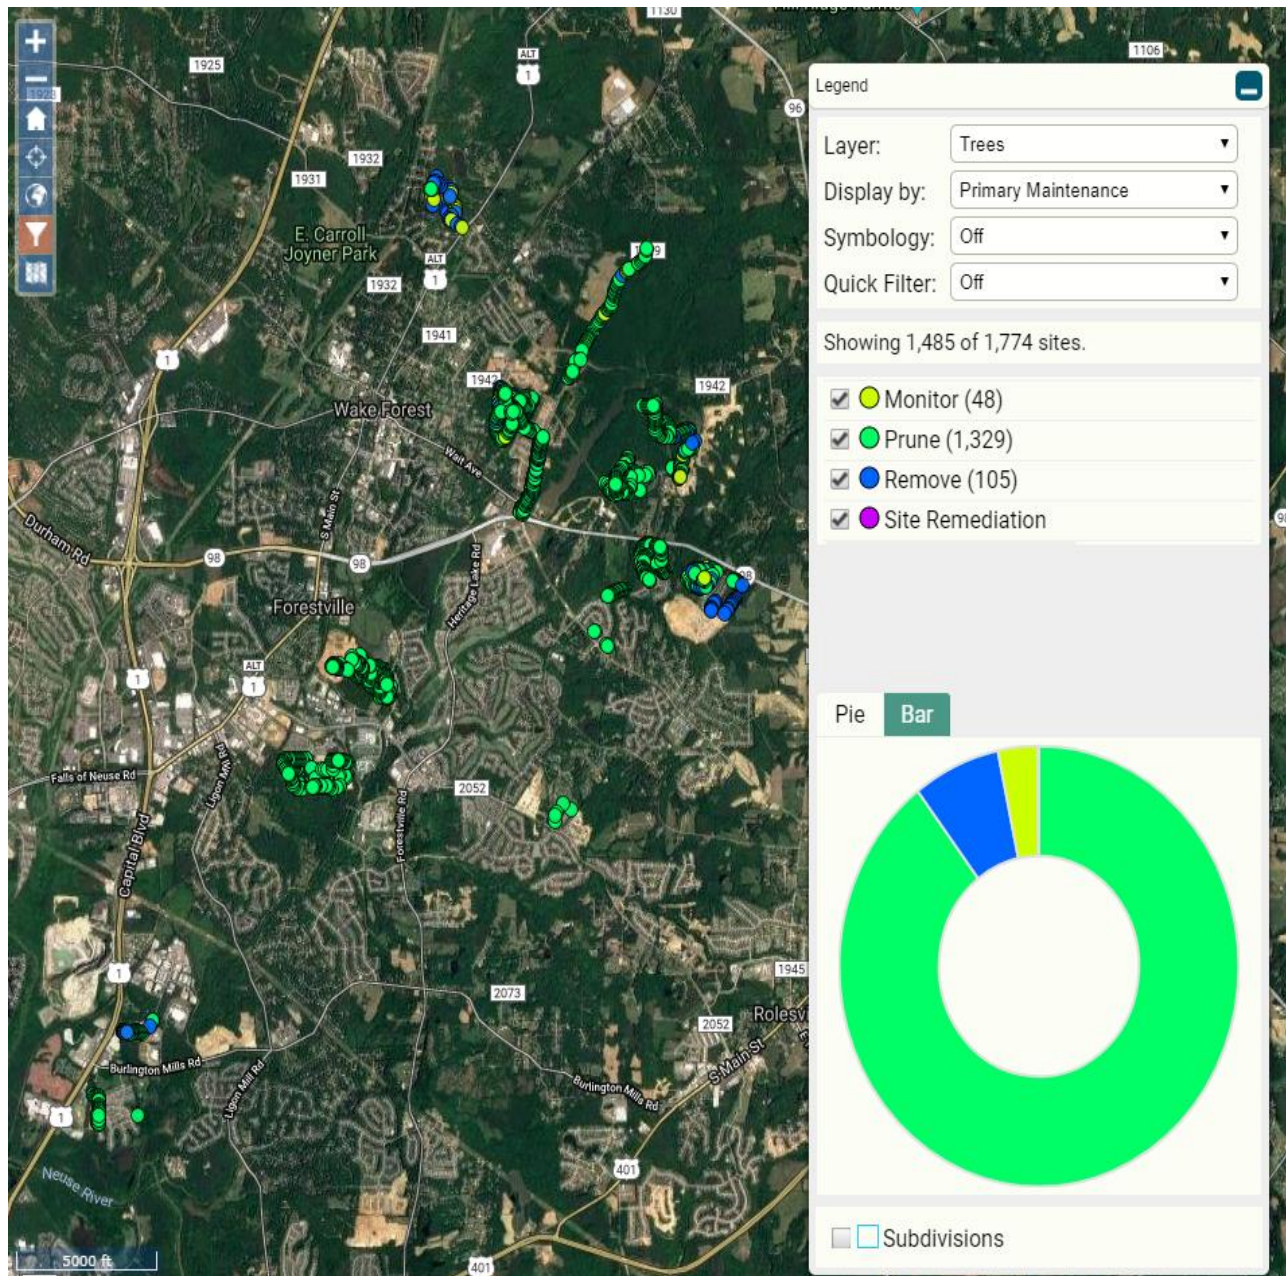 1130
1925
ALT
1
1106
96
1932
1931
E. Carroll
Joyner Park
ALT
1
1932
1941
1
1942
1942
Wake Forest
Wait Ave
S Main St
Durham Rd
98
98
Heritage Lake Rd
Forestville
1
ALT
1
Falls of Neuse Rd
Ligon Mill Rd
2052
Forestville Rd
Capital Blvd
1
2073
1945
2052
Burlington Mills Rd
Ligon Mill Rd
Burlington Mills Rd
S Main St
1
401
Neuse River
5000 ft
401
Legend
Layer: Trees
Display by: Primary Maintenance
Symbology: Off
Quick Filter: Off
Showing 1,485 of 1,774 sites.
Monitor (48)
Prune (1,329)
Remove (105)
Site Remediation
Pie Bar
Subdivisions